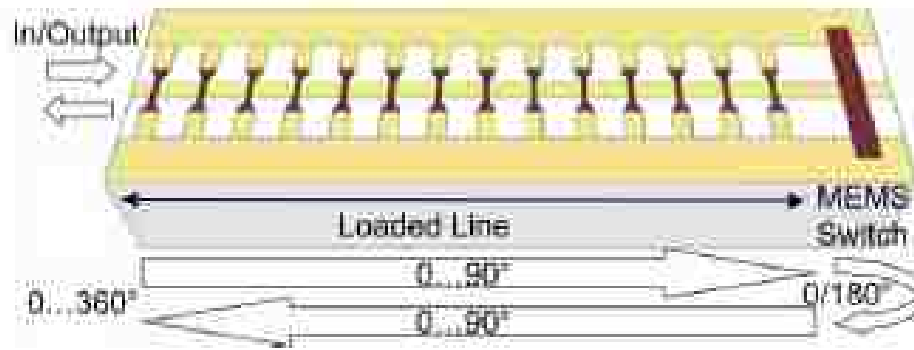 In/Output
MEMS
Loaded Line
Switch
0...90°
0...360°
0/180°
0...90°